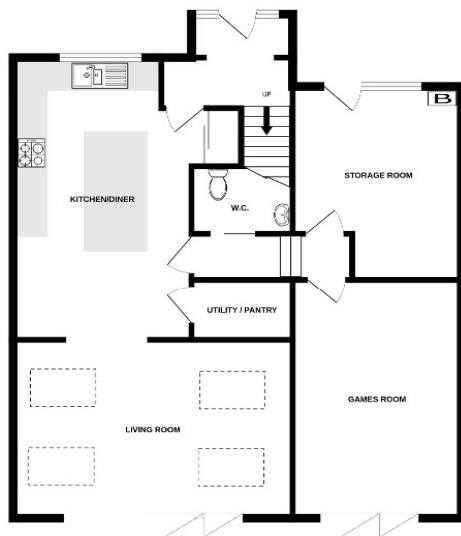 UP
B
STORAGE ROOM
KITCHEN/DINER
W.C.
UTILITY / PANTRY
GAMES ROOM
LIVING ROOM